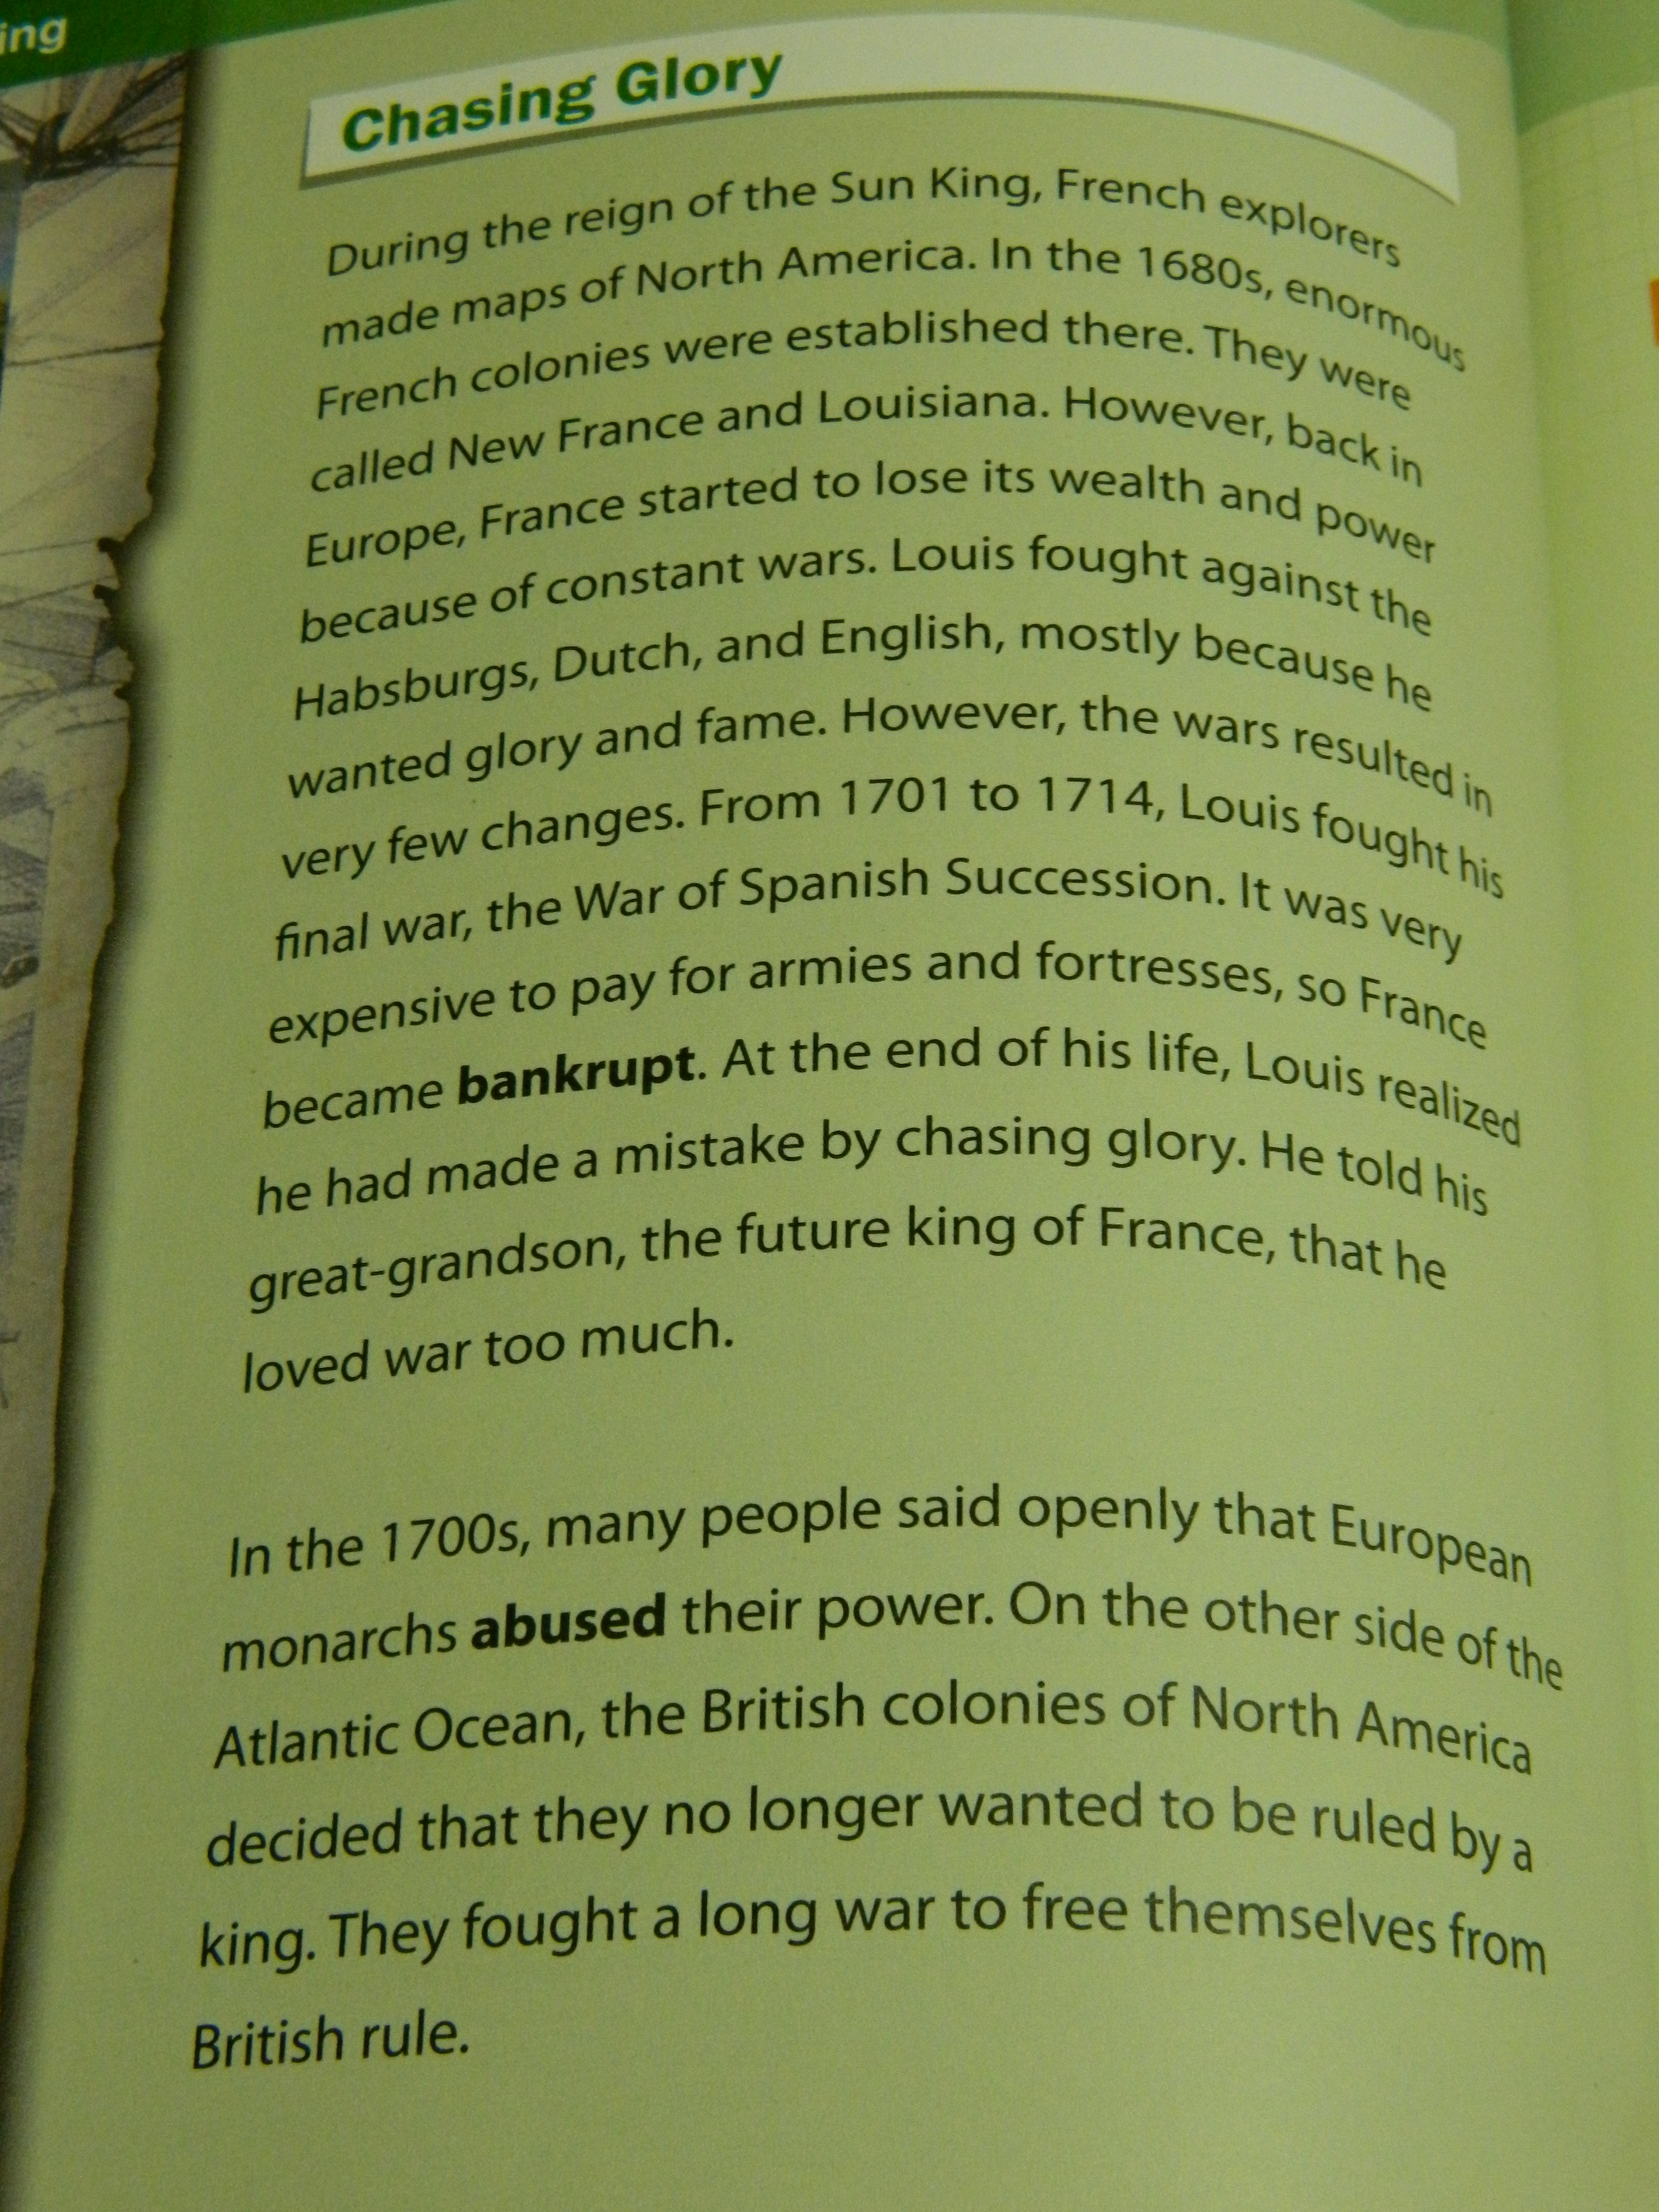 ing
Chasing Glory
During the reign of the Sun King, French explorers
made maps of North America. In the 1680s, enormous
French colonies were established there. They were
called New France and Louisiana. However, back in
Europe, France started to lose its wealth and power
because of constant wars. Louis fought against the
Habsburgs, Dutch, and English, mostly because he
wanted glory and fame. However, the wars resulted in
very few changes. From 1701 to 1714, Louis fought his
final war, the War of Spanish Succession. It was very
expensive to pay for armies and fortresses, so France
became bankrupt. At the end of his life, Louis realized
he had made a mistake by chasing glory. He told his
great-grandson, the future king of France, that he
loved war too much.
In the 1700s, many people said openly that European
monarchs abused their power. On the other side of the
Atlantic Ocean, the British colonies of North America
decided that they no longer wanted to be ruled by a
king. They fought a long war to free themselves from
British rule.